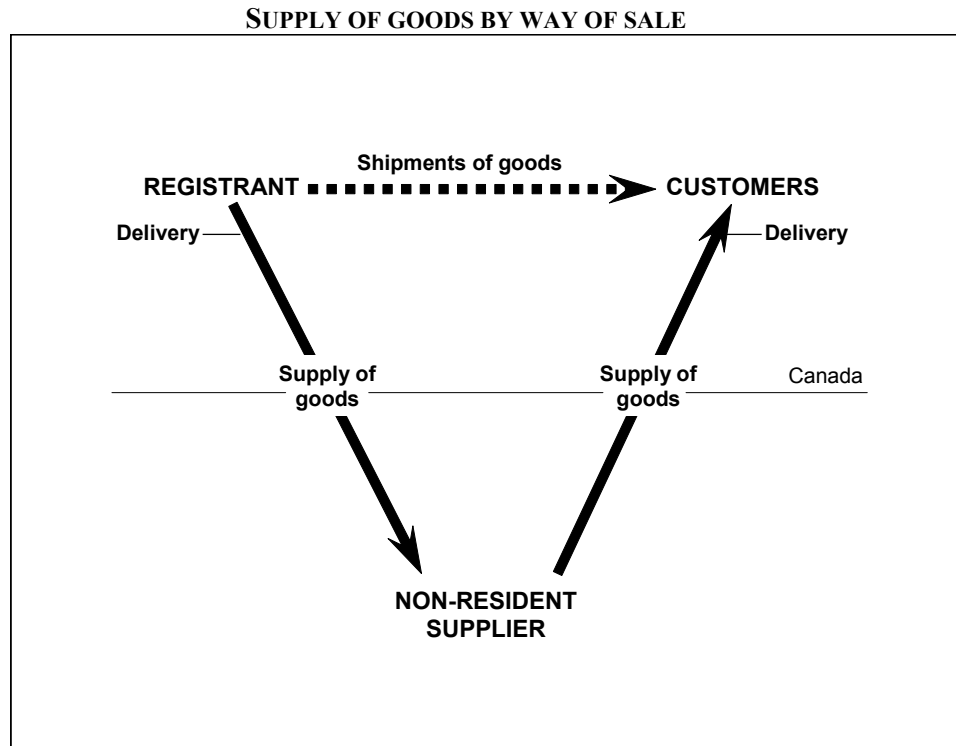 SUPPLY OF GOODS BY WAY OF SALE
Shipments of goods
REGISTRANT
CUSTOMERS
Delivery
Delivery
Supply of
goods
Supply of
goods
Canada
NON-RESIDENT
SUPPLIER